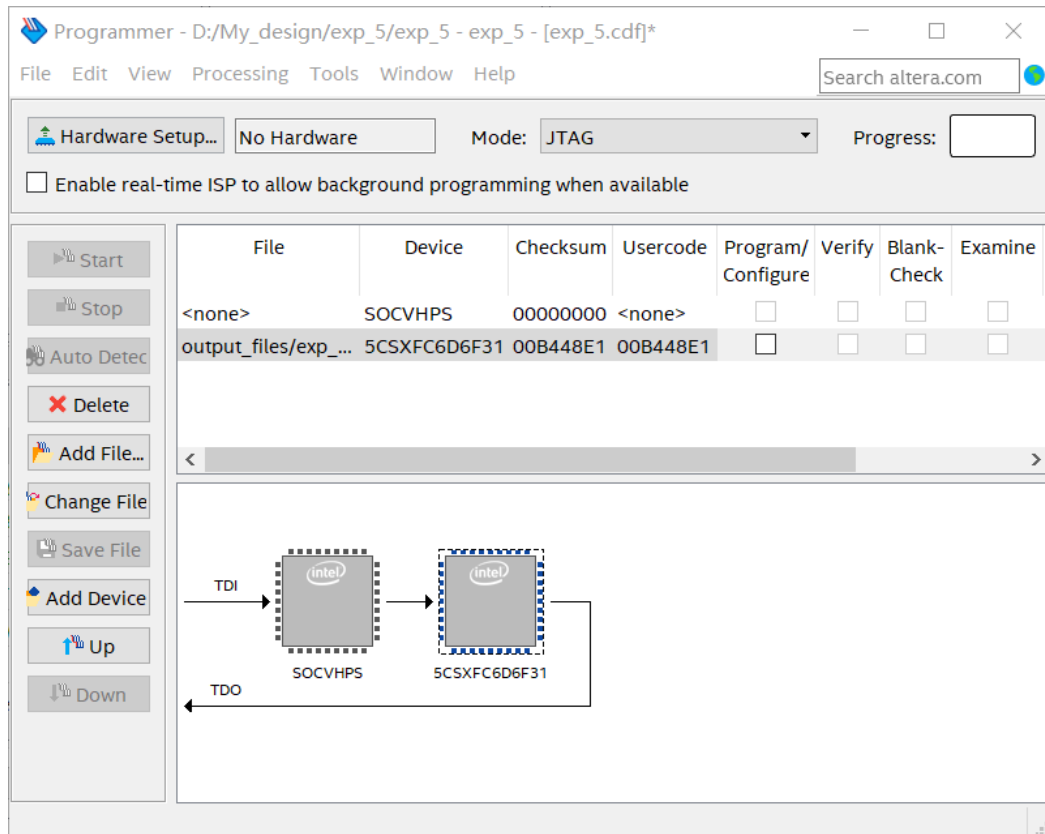 Programmer - D:/My_design/exp_5/exp_5 - exp_5 - [exp_5.cdf]*
File Edit View Processing Tools Window Help
Search altera.com
Hardware Setup... No Hardware Mode: JTAG Progress:
Enable real-time ISP to allow background programming when available
Start
Stop
Auto Detec
Delete
Add File...
Change File
Save File
Add Device
Up
Down
File Device Checksum Usercode Program/ Verify Blank- Examine
Configure Check
<none> SOCVHPS 00000000 <none>
output_files/exp_... 5CSXFC6D6F31 00B448E1 00B448E1
intel intel
TDI
SOCVHPS 5CSXFC6D6F31
TDO